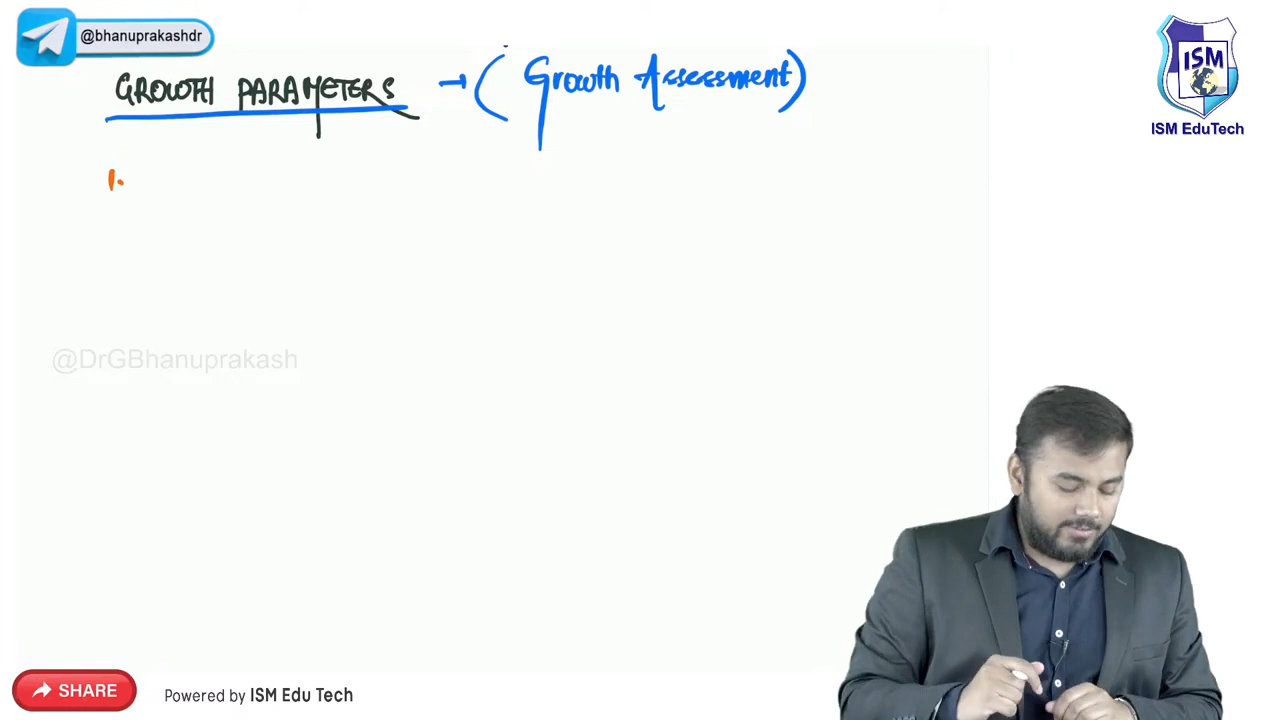 @bhanuprakashdr
GROWTH PARAMETERS → (Growth Assessment)
ISM
ISM EduTech
1.
@DrGBhanuprakash
SHARE
Powered by ISM Edu Tech